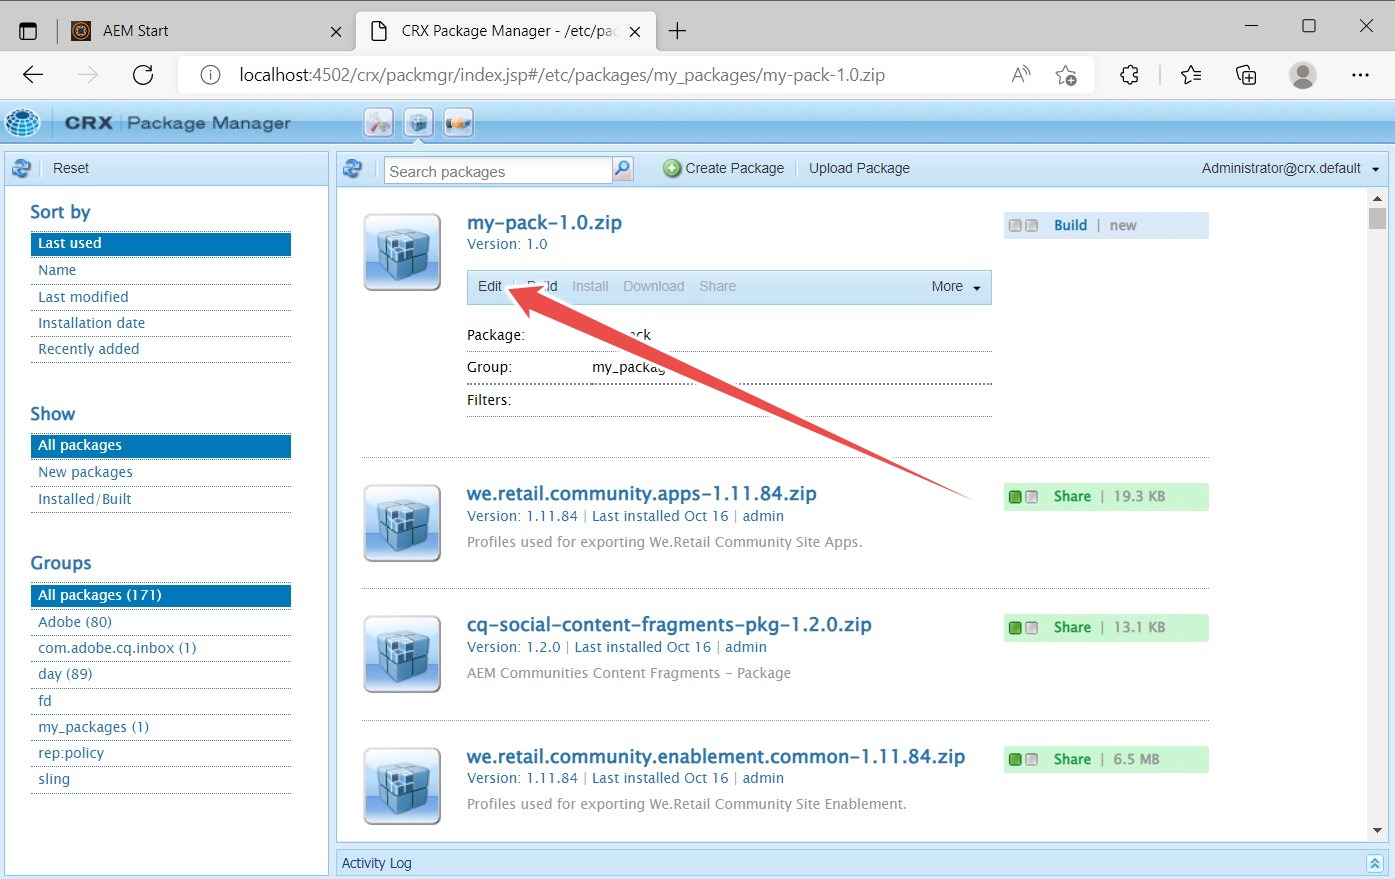 AEM Start
CRX Package Manager - /etc/pac
localhost:4502/crx/packmgr/index.jsp#/etc/packages/my_packages/my-pack-1.0.zip
CRX | Package Manager
Reset
Search packages
Create Package
Upload Package
Administrator@crx.default
Sort by
Last used
Name
Last modified
Installation date
Recently added
Show
All packages
New packages
Installed/Built
Groups
All packages (171)
Adobe (80)
com.adobe.cq.inbox (1)
day (89)
fd
my_packages (1)
rep:policy
sling
my-pack-1.0.zip
Version: 1.0
Build | new
Edit Install Download Share More
Package:
Group:
Filters:
we.retail.community.apps-1.11.84.zip
Version: 1.11.84 | Last installed Oct 16 | admin
Profiles used for exporting We.Retail Community Site Apps.
Share | 19.3 KB
cq-social-content-fragments-pkg-1.2.0.zip
Version: 1.2.0 | Last installed Oct 16 | admin
AEM Communities Content Fragments - Package
Share | 13.1 KB
we.retail.community.enablement.common-1.11.84.zip
Version: 1.11.84 | Last installed Oct 16 | admin
Profiles used for exporting We.Retail Community Site Enablement.
Share | 6.5 MB
Activity Log